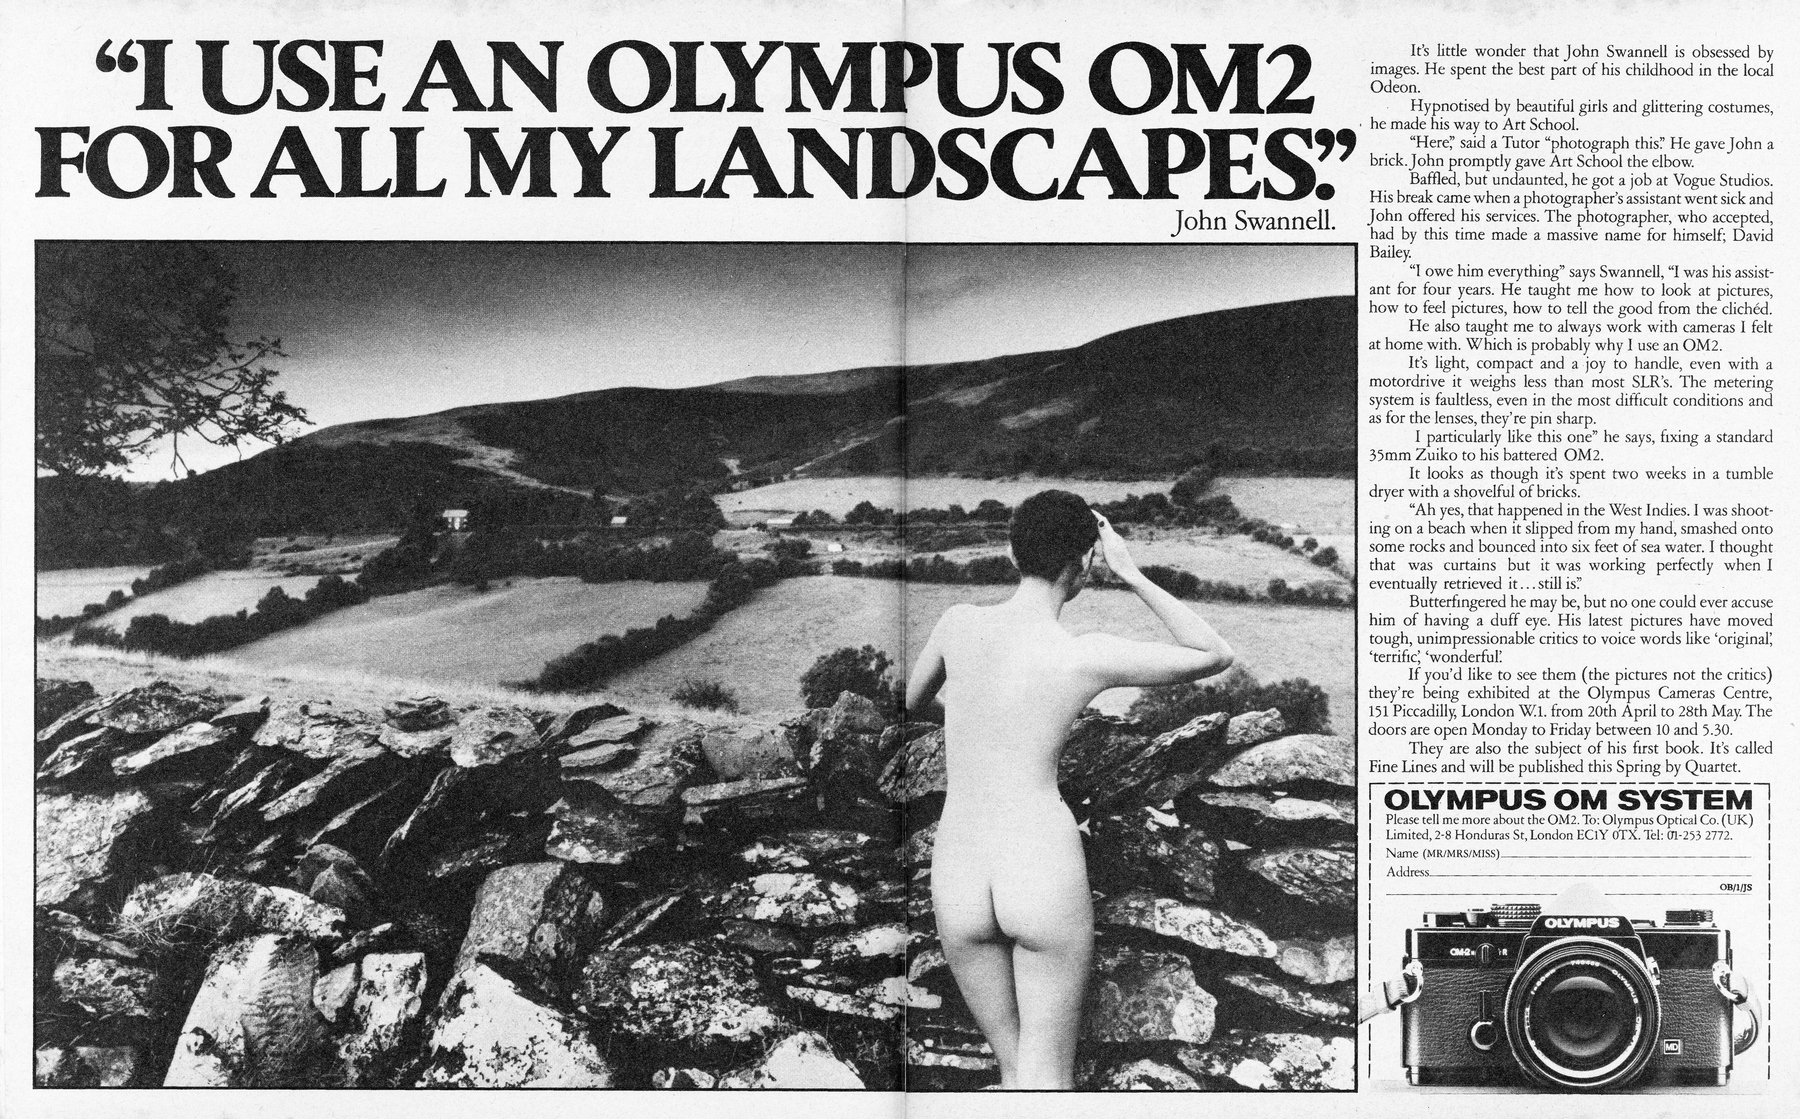 “I USE AN OLYMPUS OM2
FOR ALL MY LANDSCAPES.”
John Swannell.
It’s little wonder that John Swannell is obsessed by
images. He spent the best part of his childhood in the local
Odeon.
Hypnotised by beautiful girls and glittering costumes,
he made his way to Art School.
“Here,” said a Tutor “photograph this.” He gave John a
brick. John promptly gave Art School the elbow.
Baffled, but undaunted, he got a job at Vogue Studios.
His break came when a photographer’s assistant went sick and
John offered his services. The photographer, who accepted,
had by this time made a massive name for himself; David
Bailey.
“I owe him everything” says Swannell, “I was his assist-
ant for four years. He taught me how to look at pictures,
how to feel pictures, how to tell the good from the clichéd.
He also taught me to always work with cameras I felt
at home with. Which is probably why I use an OM2.
It’s light, compact and a joy to handle, even with a
motordrive it weighs less than most SLR’s. The metering
system is faultless, even in the most difficult conditions and
as for the lenses, they’re pin sharp.
I particularly like this one” he says, fixing a standard
35mm Zuiko to his battered OM2.
It looks as though it’s spent two weeks in a tumble
dryer with a shovelful of bricks.
“Ah yes, that happened in the West Indies. I was shoot-
ing on a beach when it slipped from my hand, smashed onto
some rocks and bounced into six feet of sea water. I thought
that was curtains but it was working perfectly when I
eventually retrieved it...still is.”
Butterfingered he may be, but no one could ever accuse
him of having a duff eye. His latest pictures have moved
tough, unimpressionable critics to voice words like ‘original’,
‘terrific’, ‘wonderful’.
If you’d like to see them (the pictures not the critics)
they’re being exhibited at the Olympus Cameras Centre,
151 Piccadilly, London W.1. from 20th April to 28th May. The
doors are open Monday to Friday between 10 and 5.30.
They are also the subject of his first book. It’s called
Fine Lines and will be published this Spring by Quartet.
OLYMPUS OM SYSTEM
Please tell me more about the OM2. To: Olympus Optical Co. (UK)
Limited, 2-8 Honduras St, London EC1Y 0TX. Tel: 01-253 2772.
Name (MR/MRS/MISS)
Address
OB/1/JS
OLYMPUS
OM-2N
MD